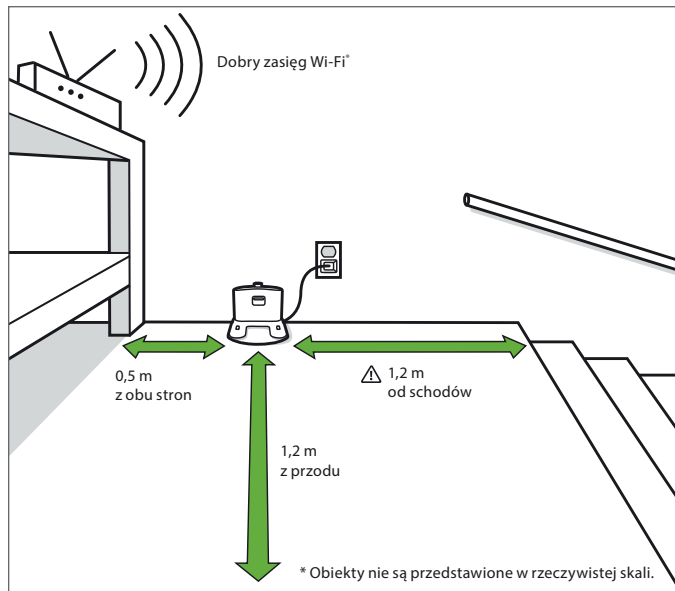 Dobry zasięg Wi-Fi*
0,5 m
z obu stron
1,2 m
od schodów
1,2 m
z przodu
* Obiekty nie są przedstawione w rzeczywistej skali.